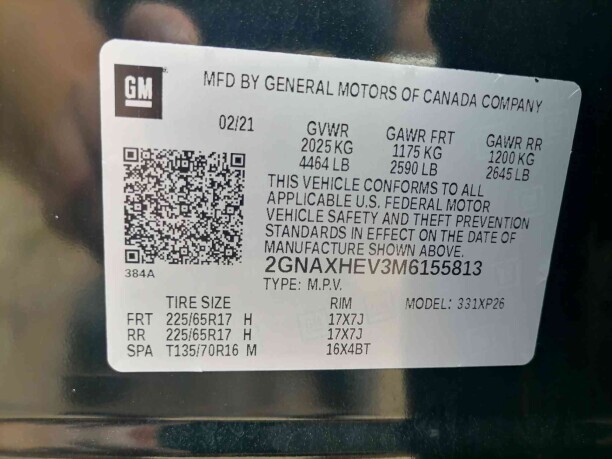 GM
MFD BY GENERAL MOTORS OF CANADA COMPANY
02/21 GVWR GAWR FRT GAWR RR
2025 KG 1175 KG 1200 KG
4464 LB 2590 LB 2645 LB
THIS VEHICLE CONFORMS TO ALL
APPLICABLE U.S. FEDERAL MOTOR
VEHICLE SAFETY AND THEFT PREVENTION
STANDARDS IN EFFECT ON THE DATE OF
MANUFACTURE SHOWN ABOVE.
384A 2GNAXHEV3M6155813
TYPE: M.P.V. MODEL: 331XP26
TIRE SIZE RIM
FRT 225/65R17 H 17X7J
RR 225/65R17 H 17X7J
SPA T135/70R16 M 16X4BT